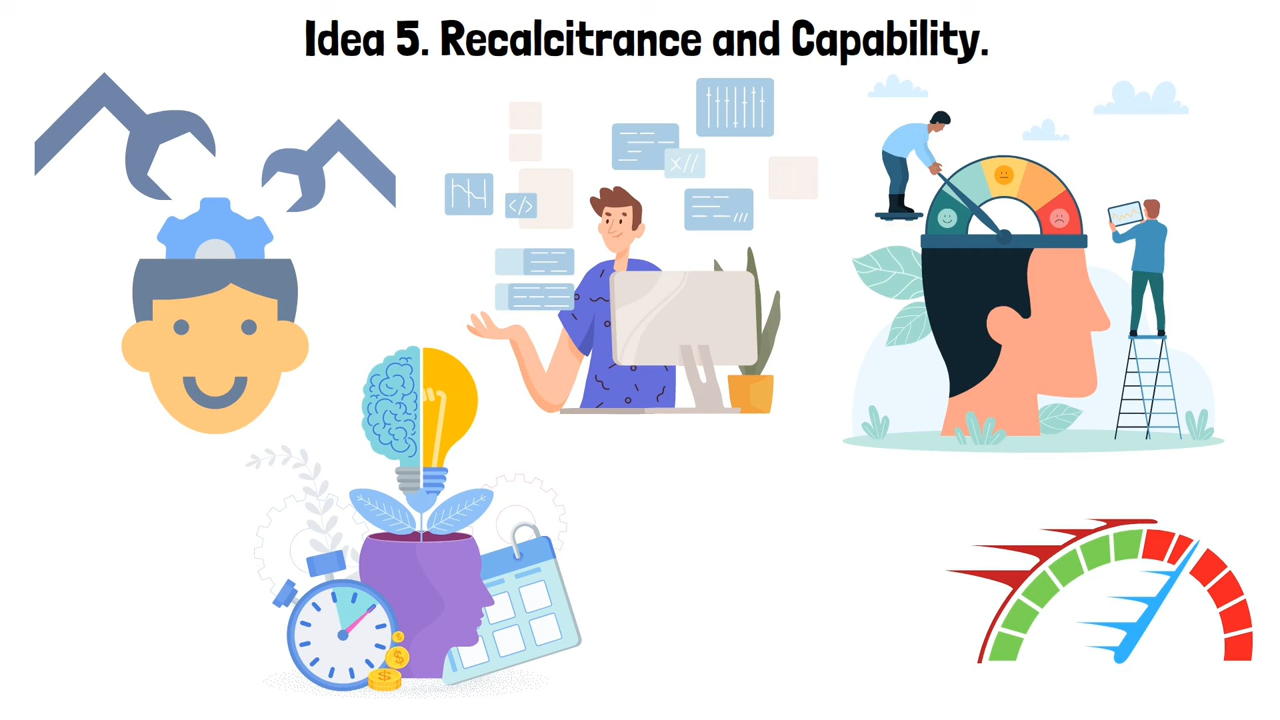 Idea 5. Recalcitrance and Capability.
X//
</>
///
$
$
$